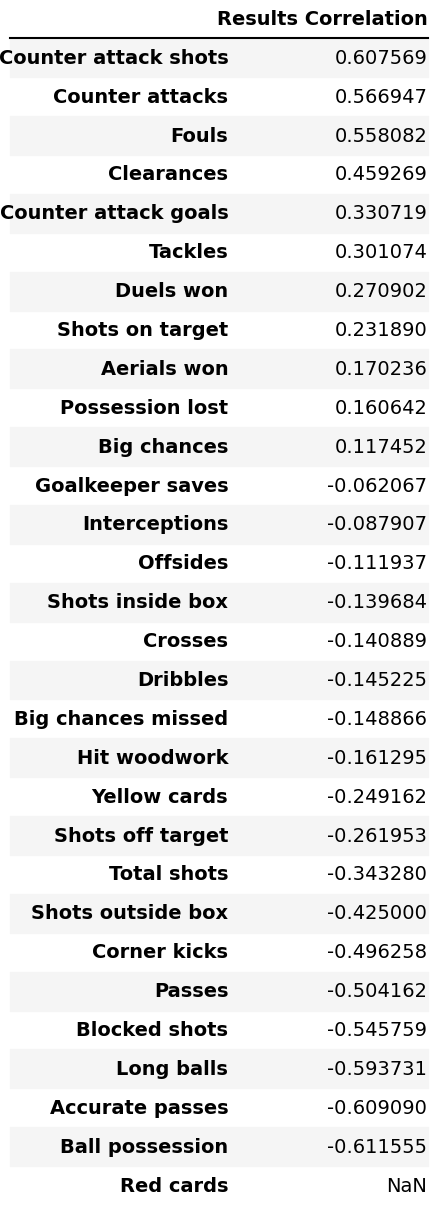 Results Correlation
Counter attack shots 0.607569
Counter attacks 0.566947
Fouls 0.558082
Clearances 0.459269
Counter attack goals 0.330719
Tackles 0.301074
Duels won 0.270902
Shots on target 0.231890
Aerials won 0.170236
Possession lost 0.160642
Big chances 0.117452
Goalkeeper saves -0.062067
Interceptions -0.087907
Offsides -0.111937
Shots inside box -0.139684
Crosses -0.140889
Dribbles -0.145225
Big chances missed -0.148866
Hit woodwork -0.161295
Yellow cards -0.249162
Shots off target -0.261953
Total shots -0.343280
Shots outside box -0.425000
Corner kicks -0.496258
Passes -0.504162
Blocked shots -0.545759
Long balls -0.593731
Accurate passes -0.609090
Ball possession -0.611555
Red cards NaN